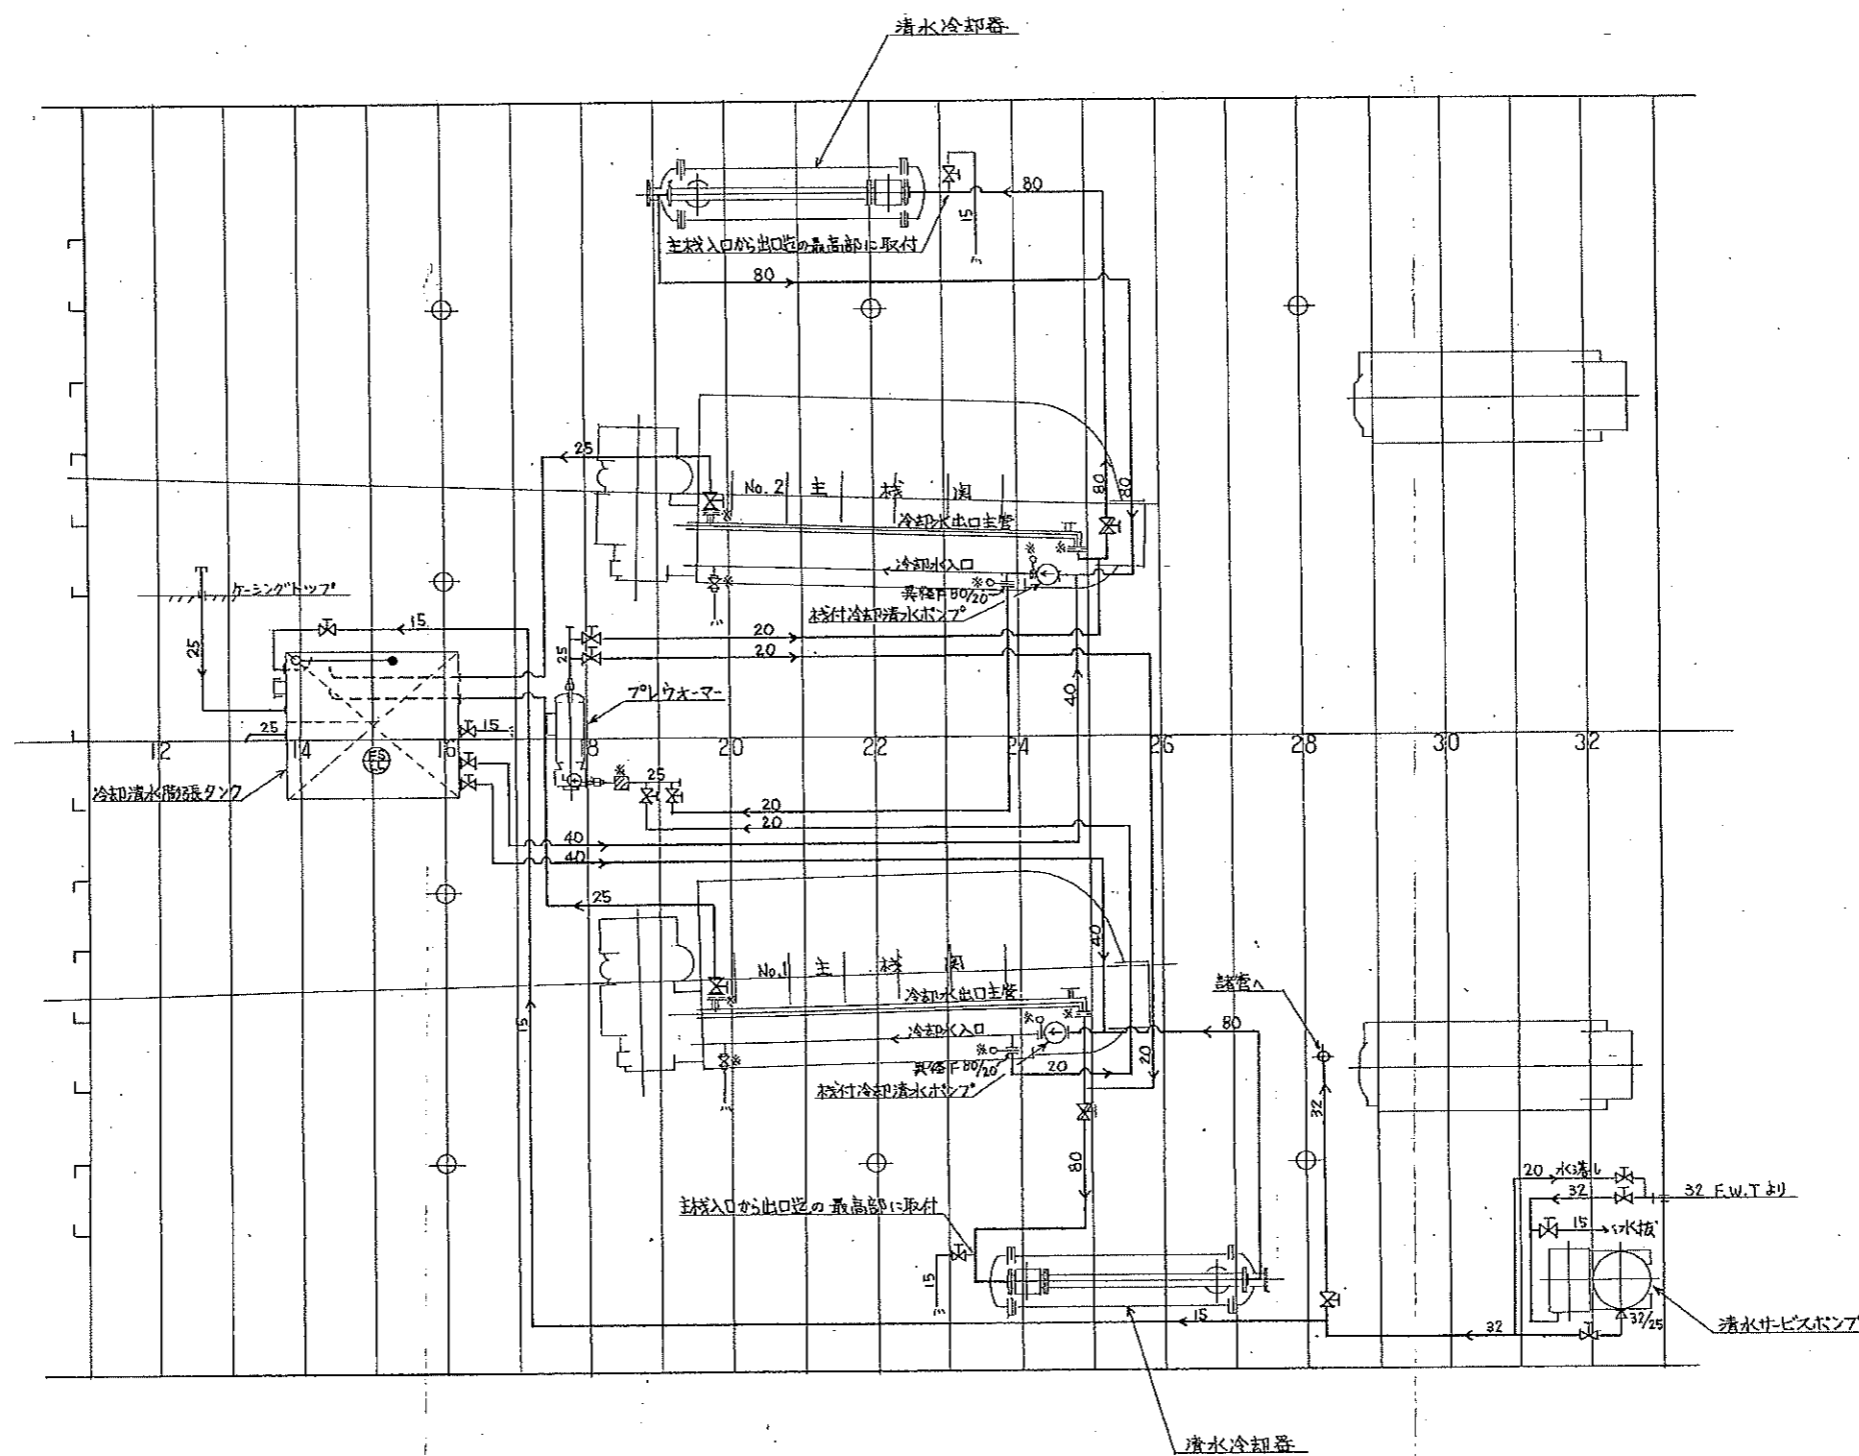 清水冷却器
80
15
主機入口から出口迄の最高部に取付
80
25
80
80
No.2 主 機 関
冷却水出口主管
冷却水入口
異径F 80/20
機付冷却清水ポンプ
ケーシングトップ
15
25
25
20
20
プレウォーマー
40
25
15
12
14
16
18
20
22
24
26
28
30
32
冷却清水膨張タンク
25
20
20
40
40
25
40
No.1 主 機 関
冷却水出口主管
冷却水入口
80
異径F 80/20
20
20
機付冷却清水ポンプ
15
諸管へ
32
80
20 水落し
32
32 F.W.T より
15 水抜
主機入口から出口迄の最高部に取付
15
15
32
32/25
清水サービスポンプ
清水冷却器